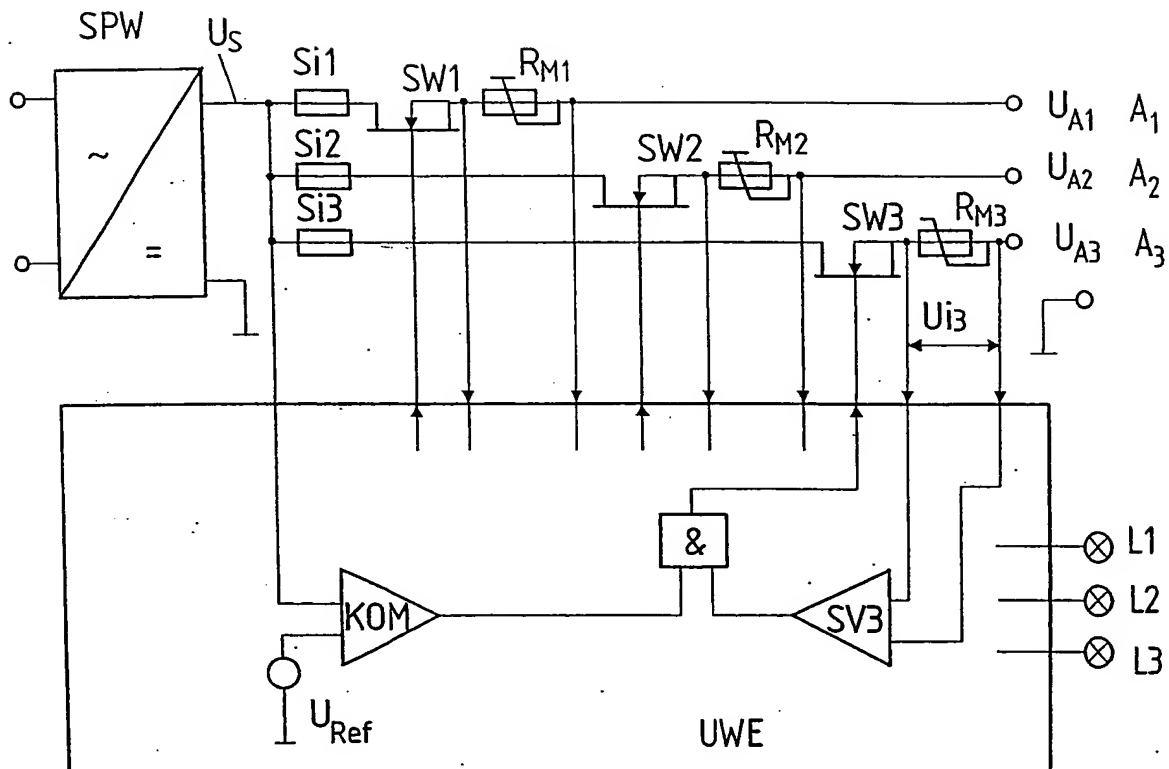 SPW
U_S
Si1
SW1
R_M1
U_A1 A_1
~
=
Si2
SW2
R_M2
U_A2 A_2
Si3
SW3
R_M3
U_A3 A_3
Ui3
&
KOM
SV3
L1
L2
L3
U_Ref
UWE